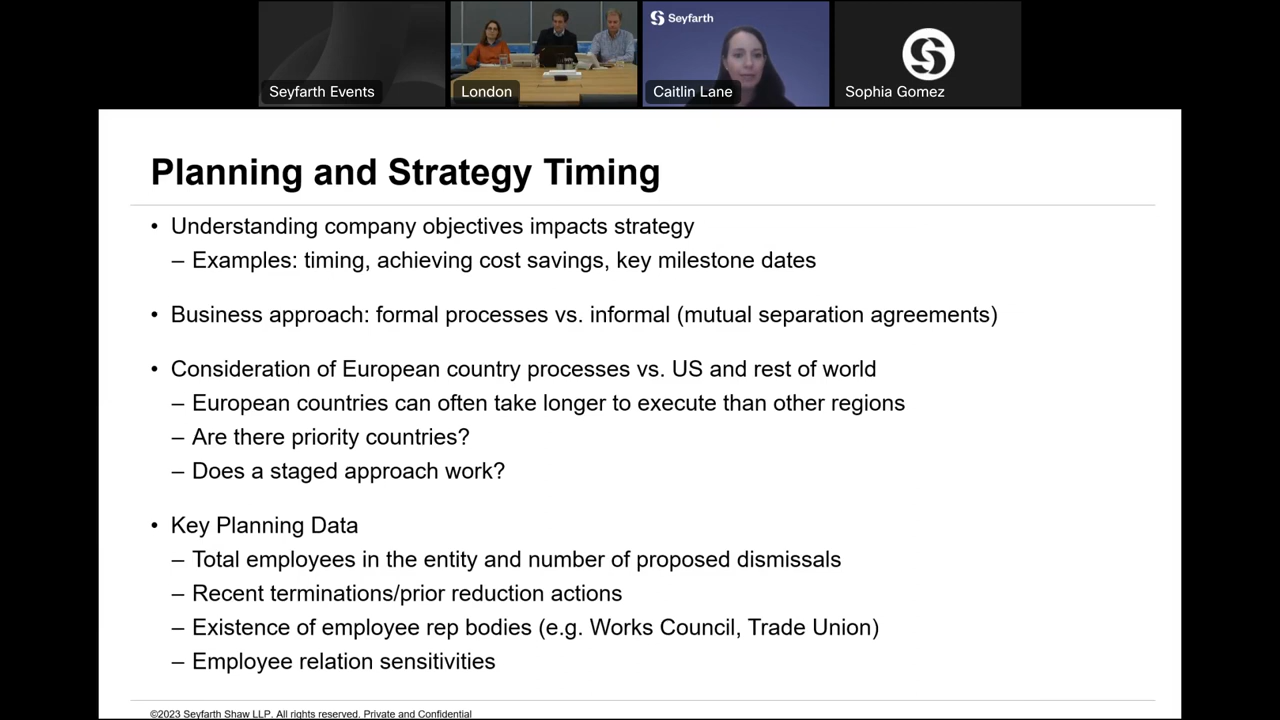 Seyfarth
Seyfarth Events
London
Caitlin Lane
Sophia Gomez
Planning and Strategy Timing
• Understanding company objectives impacts strategy
– Examples: timing, achieving cost savings, key milestone dates
• Business approach: formal processes vs. informal (mutual separation agreements)
• Consideration of European country processes vs. US and rest of world
– European countries can often take longer to execute than other regions
– Are there priority countries?
– Does a staged approach work?
• Key Planning Data
– Total employees in the entity and number of proposed dismissals
– Recent terminations/prior reduction actions
– Existence of employee rep bodies (e.g. Works Council, Trade Union)
– Employee relation sensitivities
©2023 Seyfarth Shaw LLP. All rights reserved. Private and Confidential